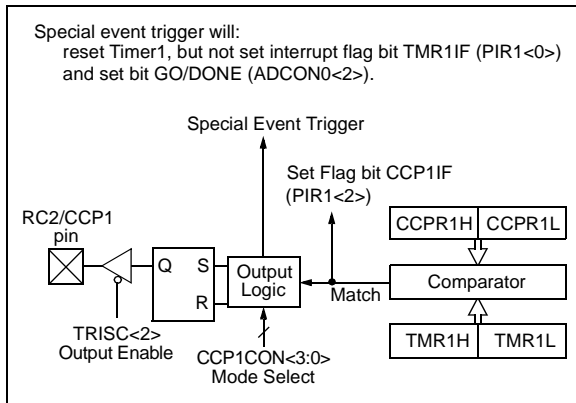 Special event trigger will:
reset Timer1, but not set interrupt flag bit TMR1IF (PIR1<0>)
and set bit GO/DONE (ADCON0<2>).
Special Event Trigger
Set Flag bit CCP1IF
(PIR1<2>)
RC2/CCP1
pin
CCPR1H
CCPR1L
Q
S
R
Output
Logic
Match
Comparator
TRISC<2>
Output Enable
CCP1CON<3:0>
Mode Select
TMR1H
TMR1L